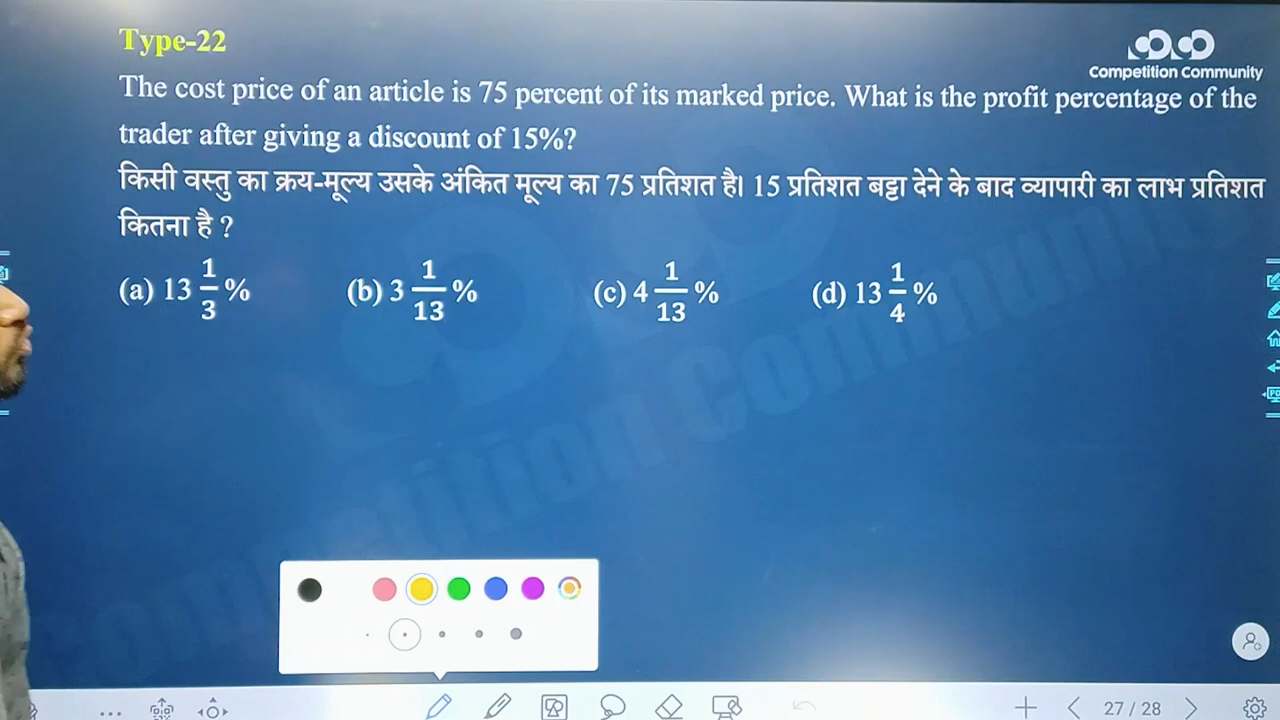 Type-22
Competition Community
The cost price of an article is 75 percent of its marked price. What is the profit percentage of the
trader after giving a discount of 15%?
किसी वस्तु का क्रय-मूल्य उसके अंकित मूल्य का 75 प्रतिशत है। 15 प्रतिशत बट्टा देने के बाद व्यापारी का लाभ प्रतिशत
कितना है ?
(a) 13 1/3 % (b) 3 1/13 % (c) 4 1/13 % (d) 13 1/4 %
Competition Community
27 / 28